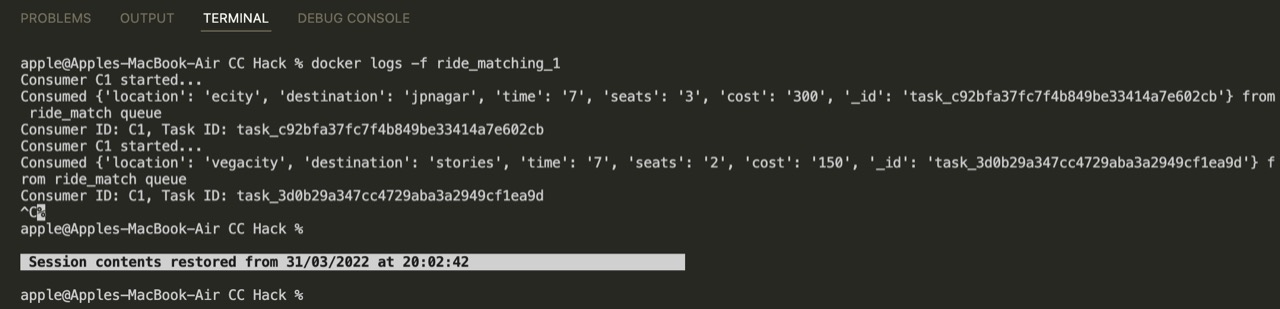 PROBLEMS OUTPUT TERMINAL DEBUG CONSOLE
apple@Apples-MacBook-Air CC Hack % docker logs -f ride_matching_1
Consumer C1 started...
Consumed {'location': 'ecity', 'destination': 'jpnagar', 'time': '7', 'seats': '3', 'cost': '300', '_id': 'task_c92bfa37fc7f4b849be33414a7e602cb'} from
ride_match queue
Consumer ID: C1, Task ID: task_c92bfa37fc7f4b849be33414a7e602cb
Consumer C1 started...
Consumed {'location': 'vegacity', 'destination': 'stories', 'time': '7', 'seats': '2', 'cost': '150', '_id': 'task_3d0b29a347cc4729aba3a2949cf1ea9d'} f
rom ride_match queue
Consumer ID: C1, Task ID: task_3d0b29a347cc4729aba3a2949cf1ea9d
^C%
apple@Apples-MacBook-Air CC Hack %
Session contents restored from 31/03/2022 at 20:02:42
apple@Apples-MacBook-Air CC Hack %